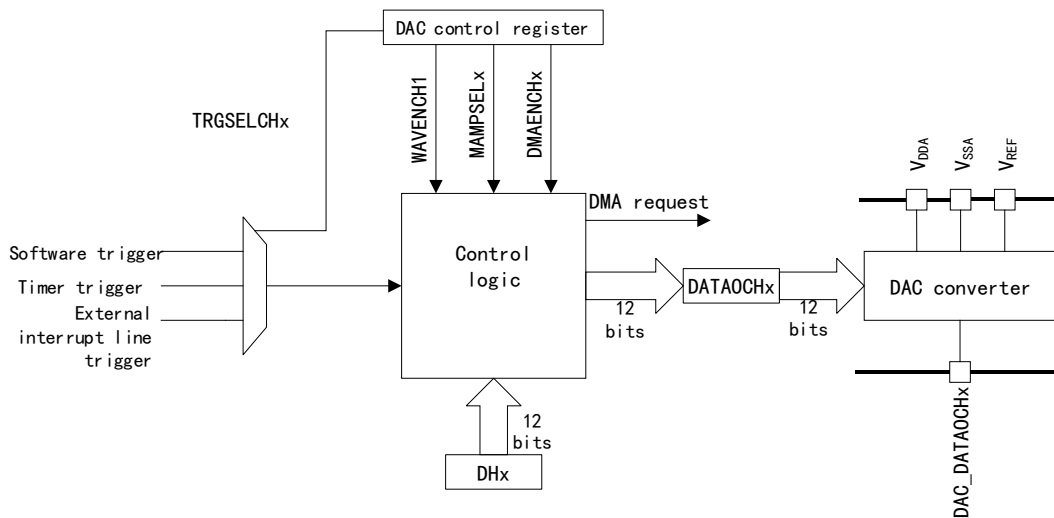 DAC control register
TRGSELCHx
WAVENCH1
MAMPSELx
DMAENCHx
Software trigger
Timer trigger
External
interrupt line
trigger
Control
logic
DMA request
12
bits
DATAOCHx
12
bits
VDDA
VSSA
VREF
DAC converter
DAC_DATAOCHx
12
bits
DHx